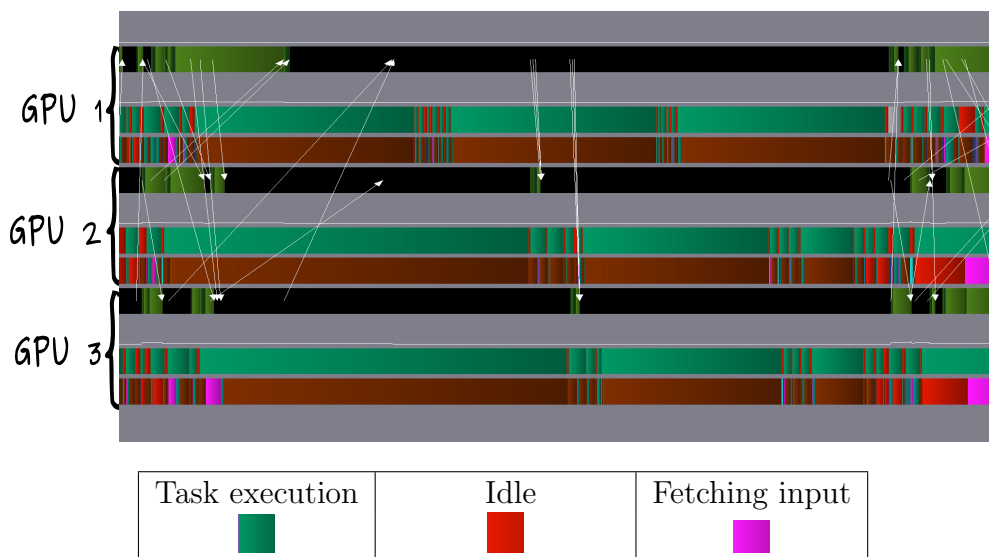 GPU 1
GPU 2
GPU 3
Task execution
Idle
Fetching input